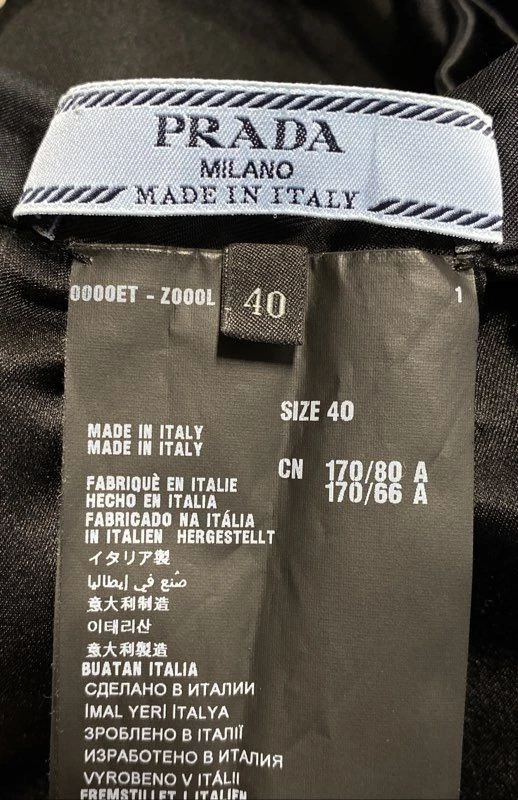 PRADA
MILANO
MADE IN ITALY
0000ET - Z000L
40
1
SIZE 40
CN 170/80 A
170/66 A
MADE IN ITALY
MADE IN ITALY
FABRIQUÈ EN ITALIE
HECHO EN ITALIA
FABRICADO NA ITÁLIA
IN ITALIEN HERGESTELLT
イタリア製
صنع في إيطاليا
意大利制造
이태리산
意大利製造
BUATAN ITALIA
СДЕЛАНО В ИТАЛИИ
İMAL YERİ İTALYA
ЗРОБЛЕНО В ІТАЛІЇ
ИЗРАБОТЕНО В ИТАЛИЯ
VYROBENO V ITÁLII
FREMSTILLET I ITALIEN